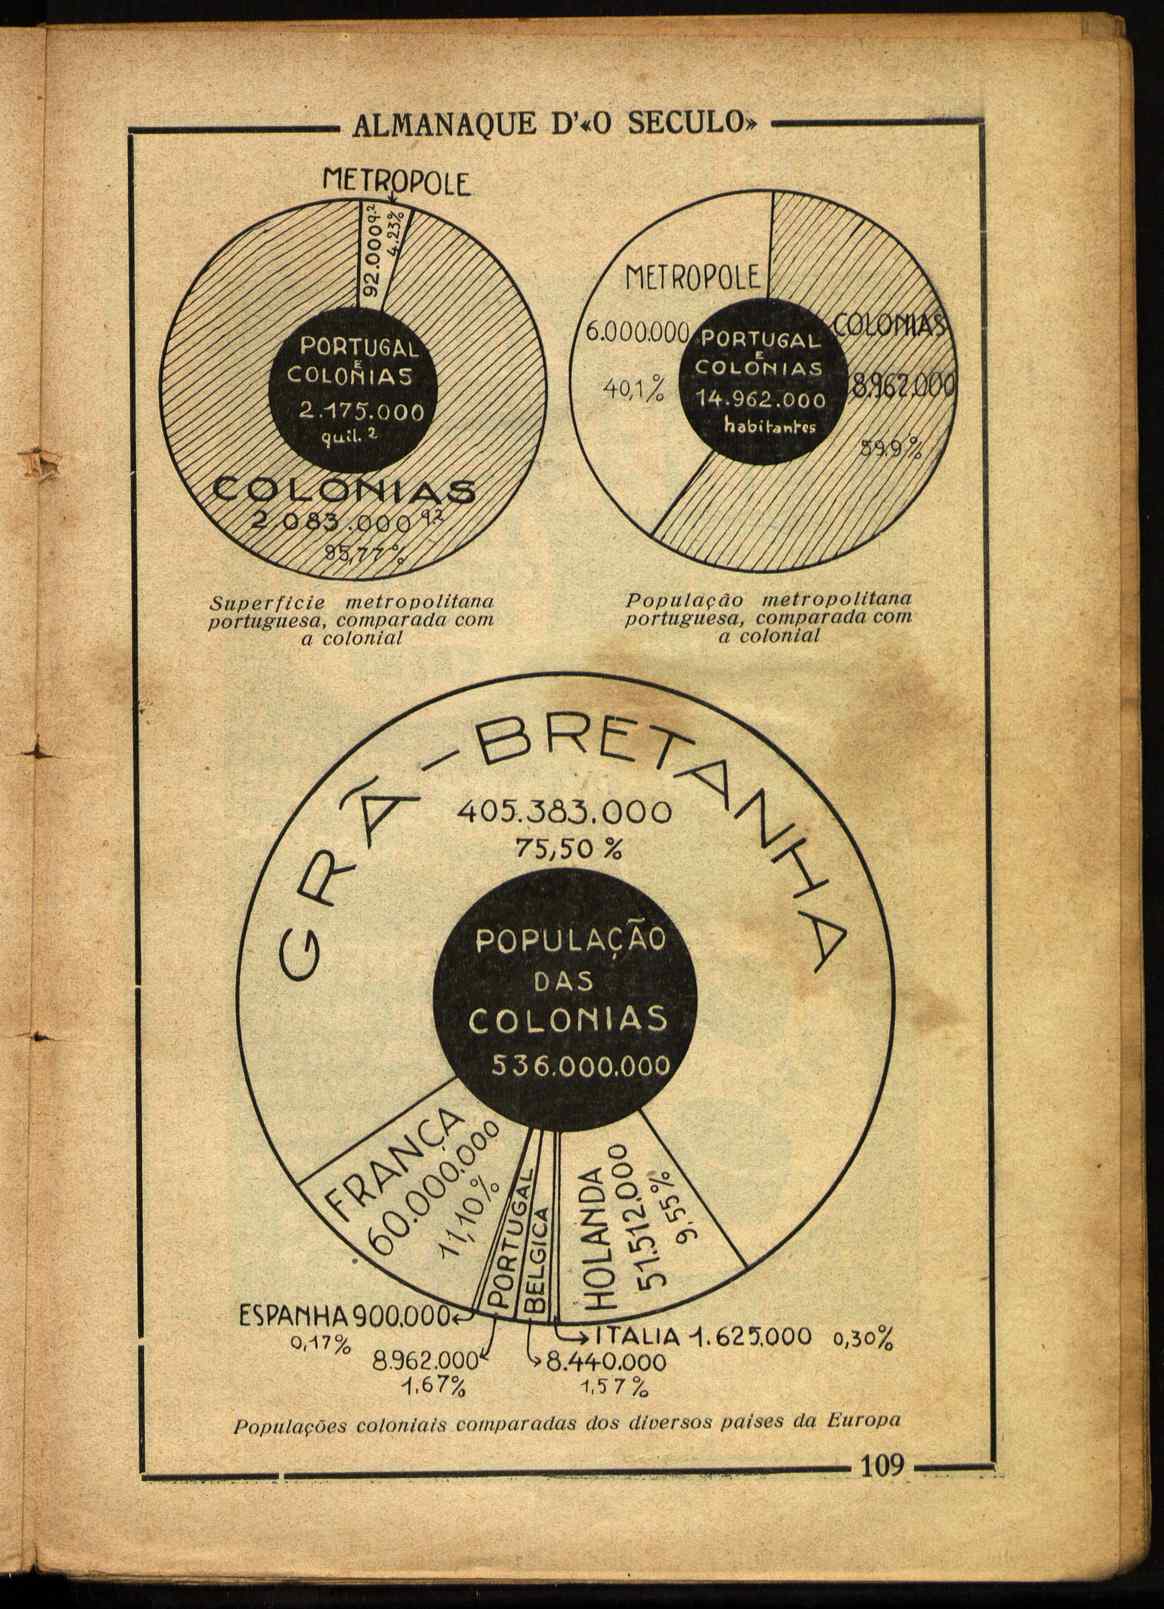 ALMANAQUE D'«O SECULO»
METROPOLE
92.000 q.2
4.23%
PORTUGAL
E
COLONIAS
2.175.000
quil. 2
COLONIAS
2.083.000 q.2
95,77%
Superficie metropolitana
portuguesa, comparada com
a colonial
METROPOLE
6.000.000
40,1%
PORTUGAL
E
COLONIAS
14.962.000
habitantes
COLONIAS
8.962.000
59.9%
População metropolitana
portuguesa, comparada com
a colonial
GRÃ-BRETANHA
405.383.000
75,50 %
POPULAÇÃO
DAS
COLONIAS
536.000.000
FRANÇA
60.000.000
11,10%
PORTUGAL
BELGICA
HOLANDA
51.512.000
9,55%
ESPANHA 900.000
0,17%
8.962.000
1.67%
8.440.000
1,57%
ITALIA 1.625.000 0,30%
Populações coloniais comparadas dos diversos paises da Europa
109